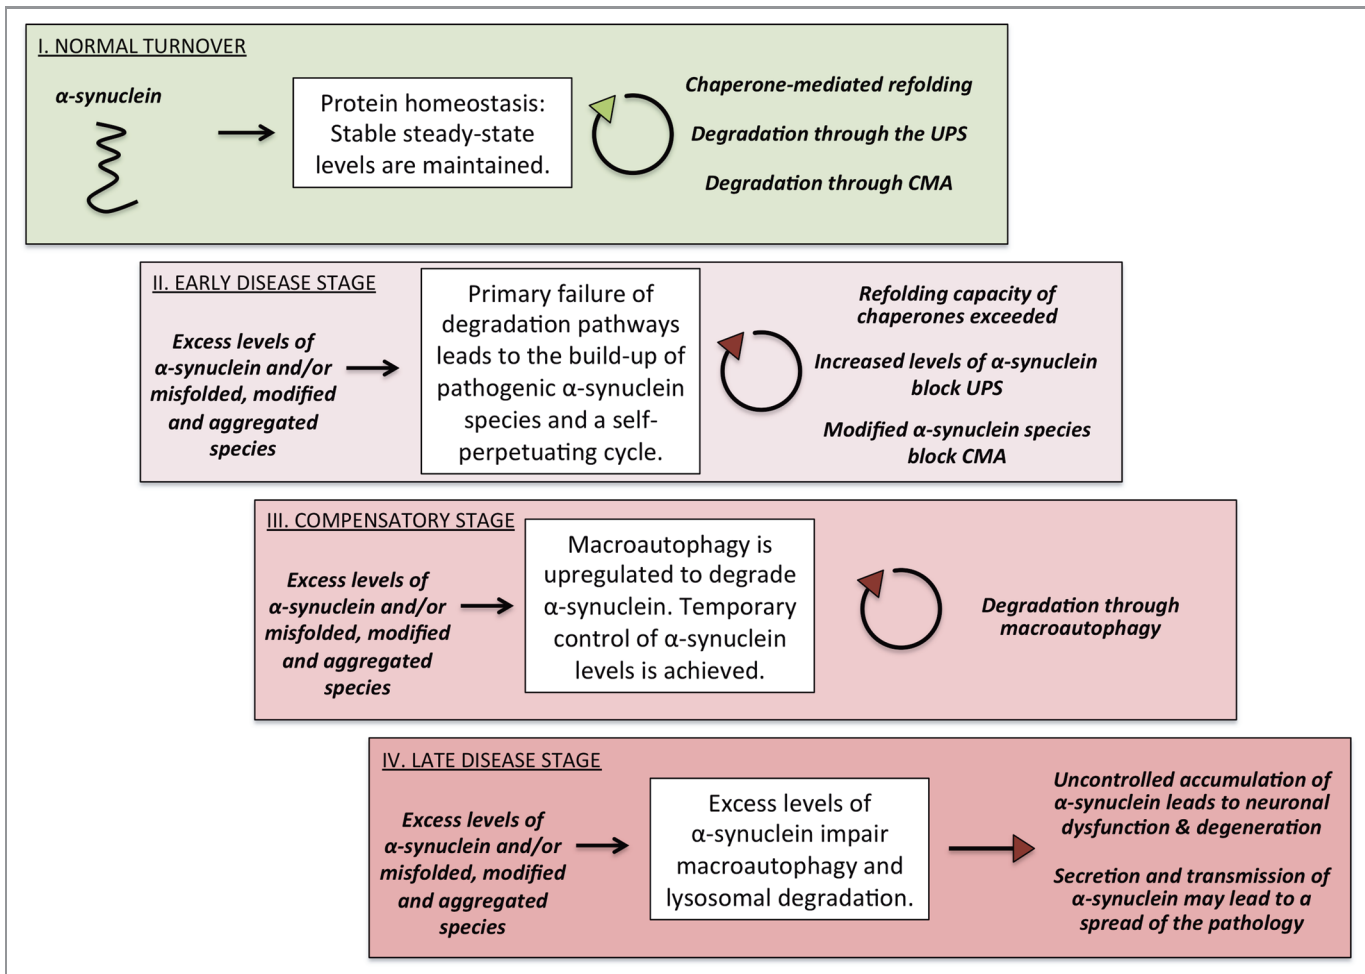 I. NORMAL TURNOVER
α-synuclein
Protein homeostasis:
Stable steady-state
levels are maintained.
Chaperone-mediated refolding
Degradation through the UPS
Degradation through CMA
II. EARLY DISEASE STAGE
Excess levels of
α-synuclein and/or
misfolded, modified
and aggregated
species
Primary failure of
degradation pathways
leads to the build-up of
pathogenic α-synuclein
species and a self-
perpetuating cycle.
Refolding capacity of
chaperones exceeded
Increased levels of α-synuclein
block UPS
Modified α-synuclein species
block CMA
III. COMPENSATORY STAGE
Excess levels of
α-synuclein and/or
misfolded, modified
and aggregated
species
Macroautophagy is
upregulated to degrade
α-synuclein. Temporary
control of α-synuclein
levels is achieved.
Degradation through
macroautophagy
IV. LATE DISEASE STAGE
Excess levels of
α-synuclein and/or
misfolded, modified
and aggregated
species
Excess levels of
α-synuclein impair
macroautophagy and
lysosomal degradation.
Uncontrolled accumulation of
α-synuclein leads to neuronal
dysfunction & degeneration
Secretion and transmission of
α-synuclein may lead to a
spread of the pathology